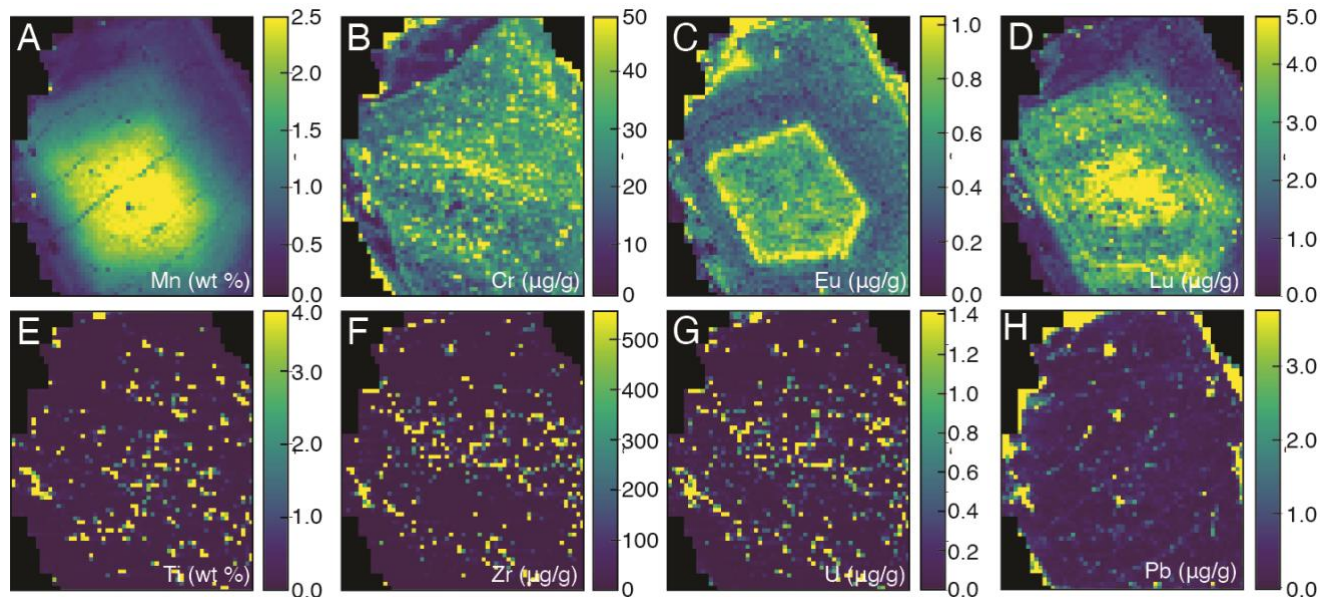 A
Mn (wt %)
2.5
2.0
1.5
1.0
0.5
0.0
B
Cr (µg/g)
50
40
30
20
10
0
C
Eu (µg/g)
1.0
0.8
0.6
0.4
0.2
0.0
D
Lu (µg/g)
5.0
4.0
3.0
2.0
1.0
0.0
E
Ti (wt %)
4.0
3.0
2.0
1.0
0.0
F
Zr (µg/g)
500
400
300
200
100
0
G
U (µg/g)
1.4
1.2
1.0
0.8
0.6
0.4
0.2
0.0
H
Pb (µg/g)
3.0
2.0
1.0
0.0